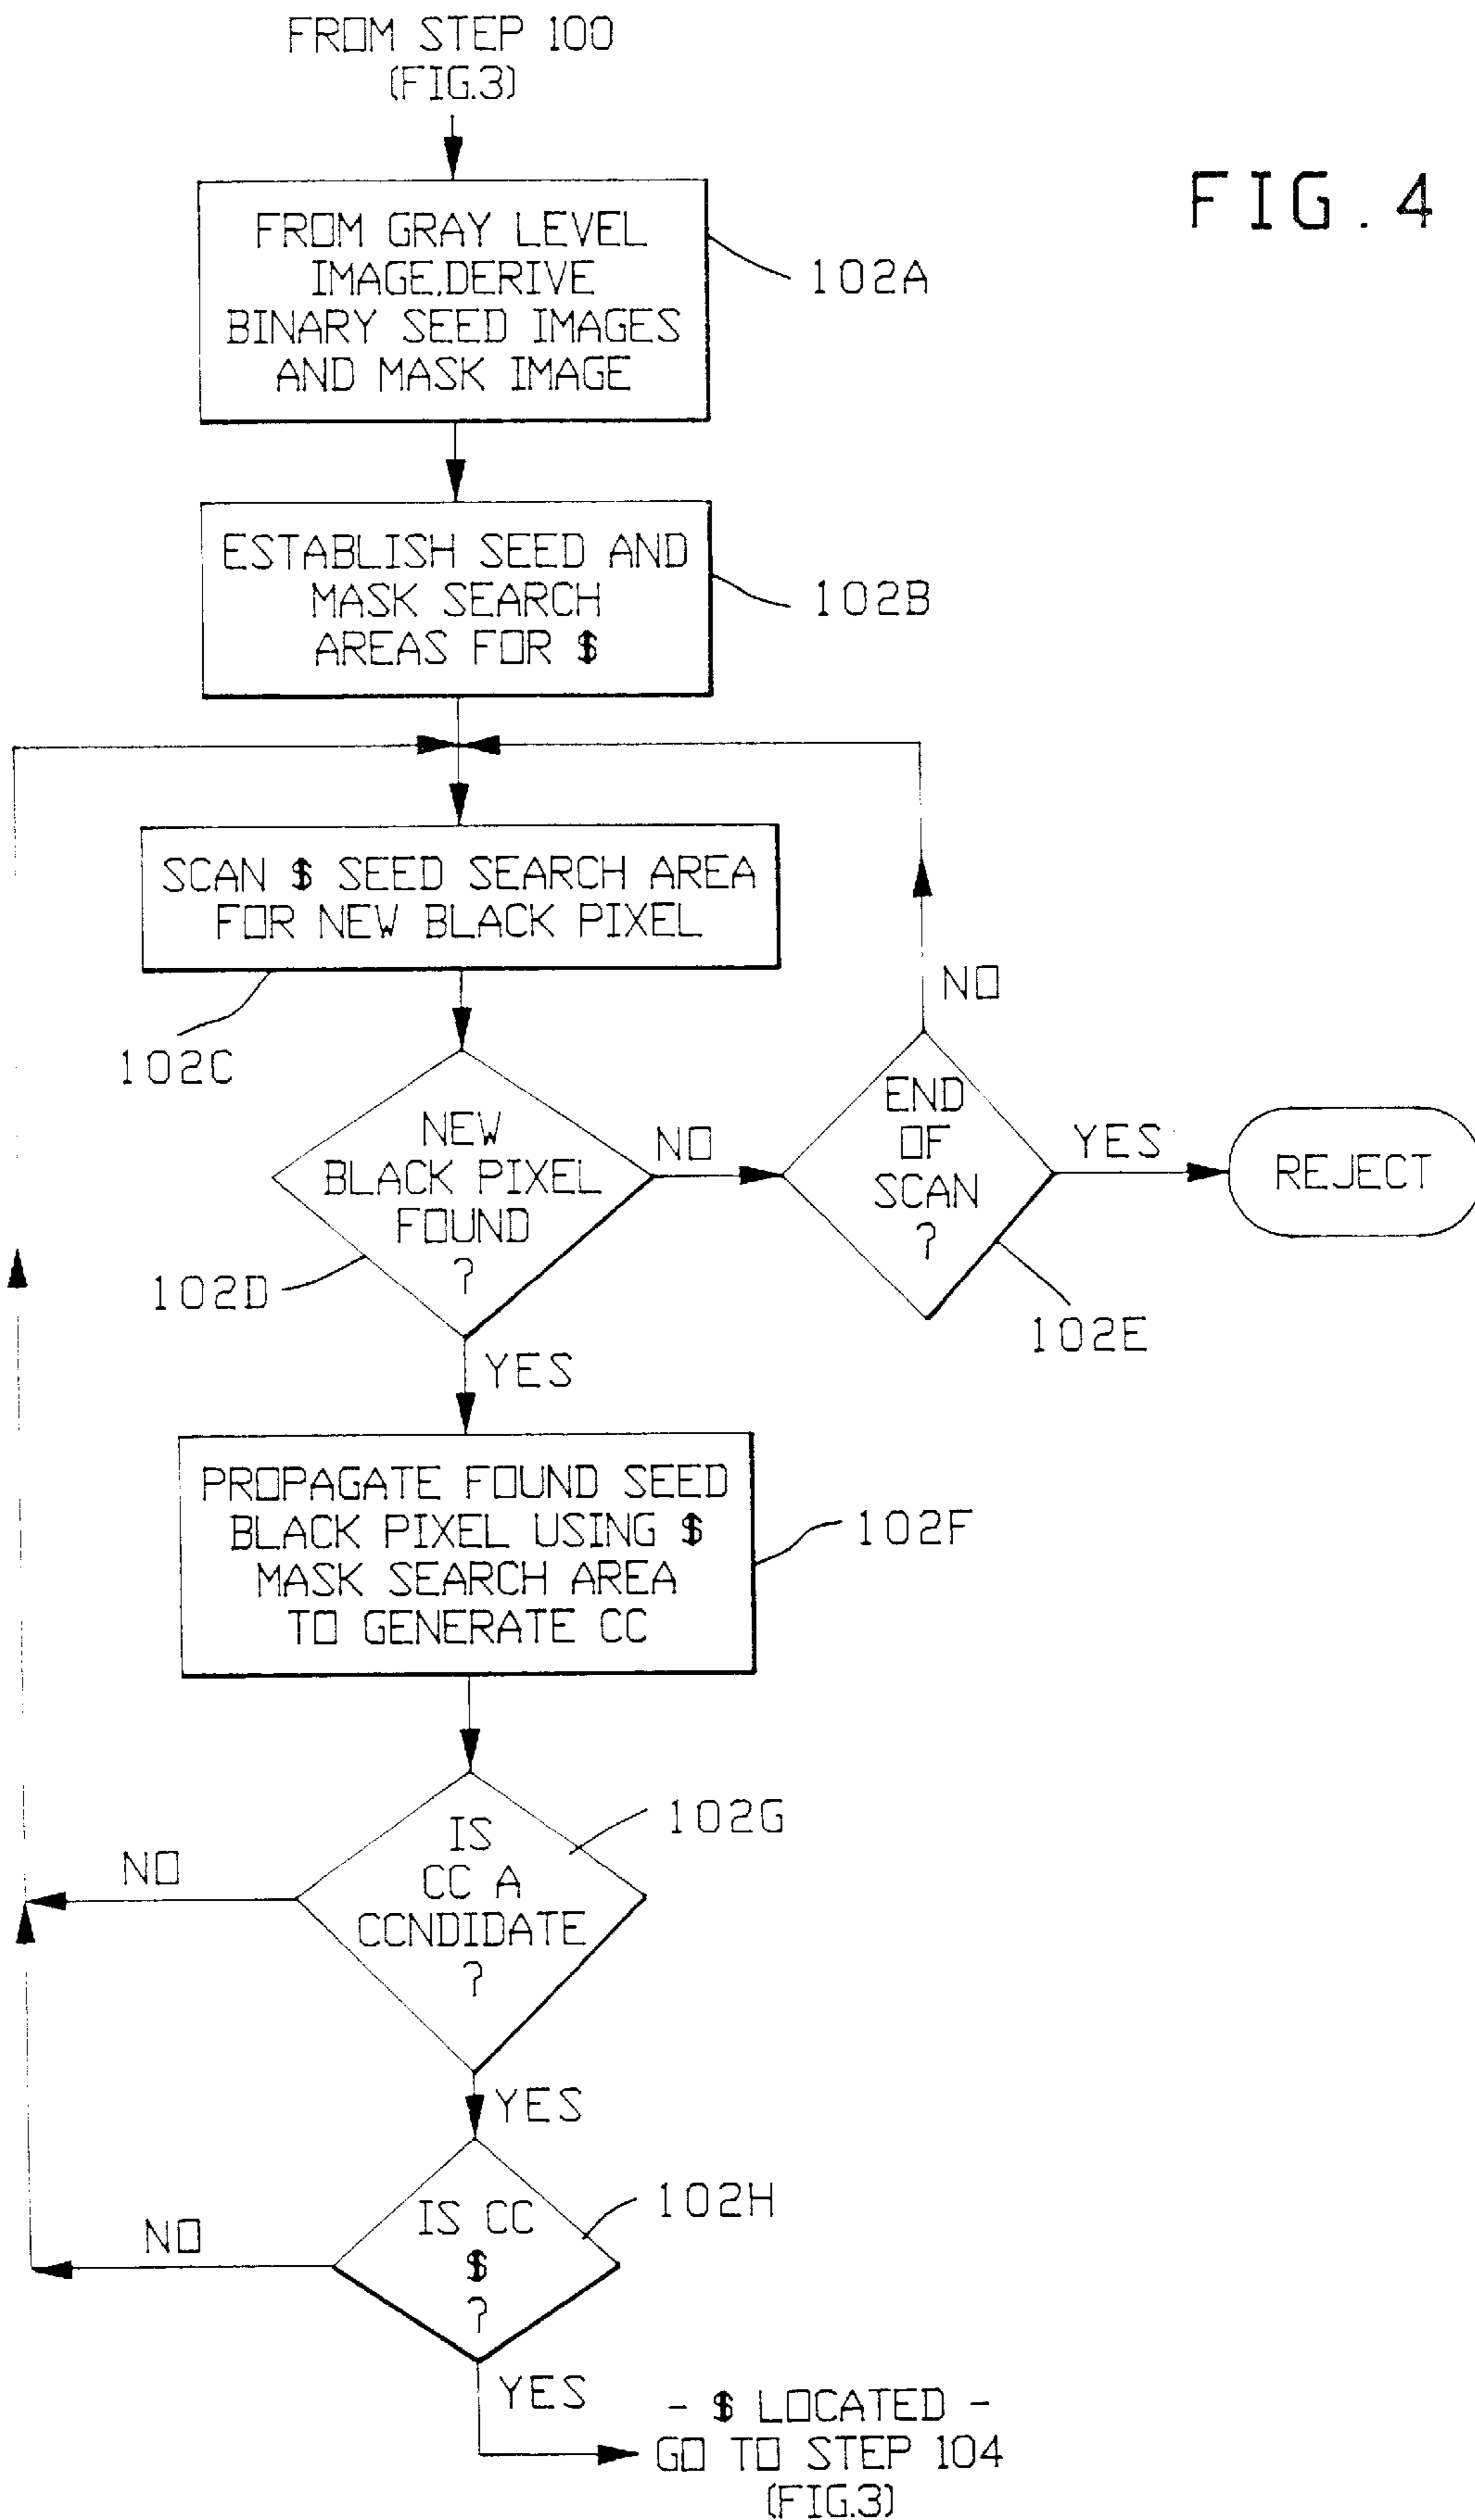 FROM STEP 100
(FIG.3)
FIG. 4
FROM GRAY LEVEL
IMAGE,DERIVE
BINARY SEED IMAGES
AND MASK IMAGE
102A
ESTABLISH SEED AND
MASK SEARCH
AREAS FOR $
102B
SCAN $ SEED SEARCH AREA
FOR NEW BLACK PIXEL
102C
NO
NEW
BLACK PIXEL
FOUND
?
102D
NO
END
OF
SCAN
?
102E
YES
REJECT
YES
PROPAGATE FOUND SEED
BLACK PIXEL USING $
MASK SEARCH AREA
TO GENERATE CC
102F
IS
CC A
CCNDIDATE
?
102G
NO
YES
IS CC
$
?
102H
NO
YES
- $ LOCATED -
GO TO STEP 104
(FIG.3)